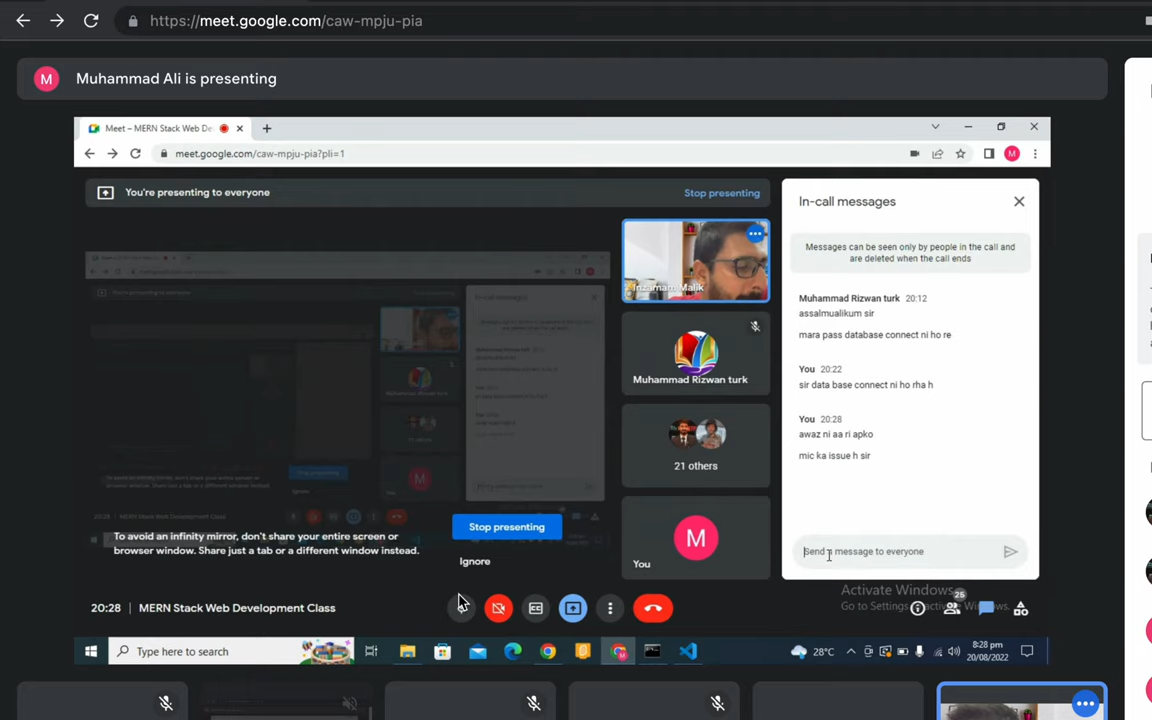 https://meet.google.com/caw-mpju-pia
M
Muhammad Ali is presenting
Meet – MERN Stack Web De
meet.google.com/caw-mpju-pia?pli=1
M
You're presenting to everyone
Stop presenting
Inzamam Malik
Muhammad Rizwan turk
21 others
M
You
In-call messages
Messages can be seen only by people in the call and
are deleted when the call ends
Muhammad Rizwan turk 20:12
assalmualikum sir
mara pass database connect ni ho re
You 20:22
sir data base connect ni ho rha h
You 20:28
awaz ni aa ri apko
mic ka issue h sir
Send a message to everyone
To avoid an infinity mirror, don't share your entire screen or
browser window. Share just a tab or a different window instead.
Stop presenting
Ignore
Activate Windows
Go to Settings
20:28 | MERN Stack Web Development Class
25
Type here to search
28°C
8:28 pm
20/08/2022